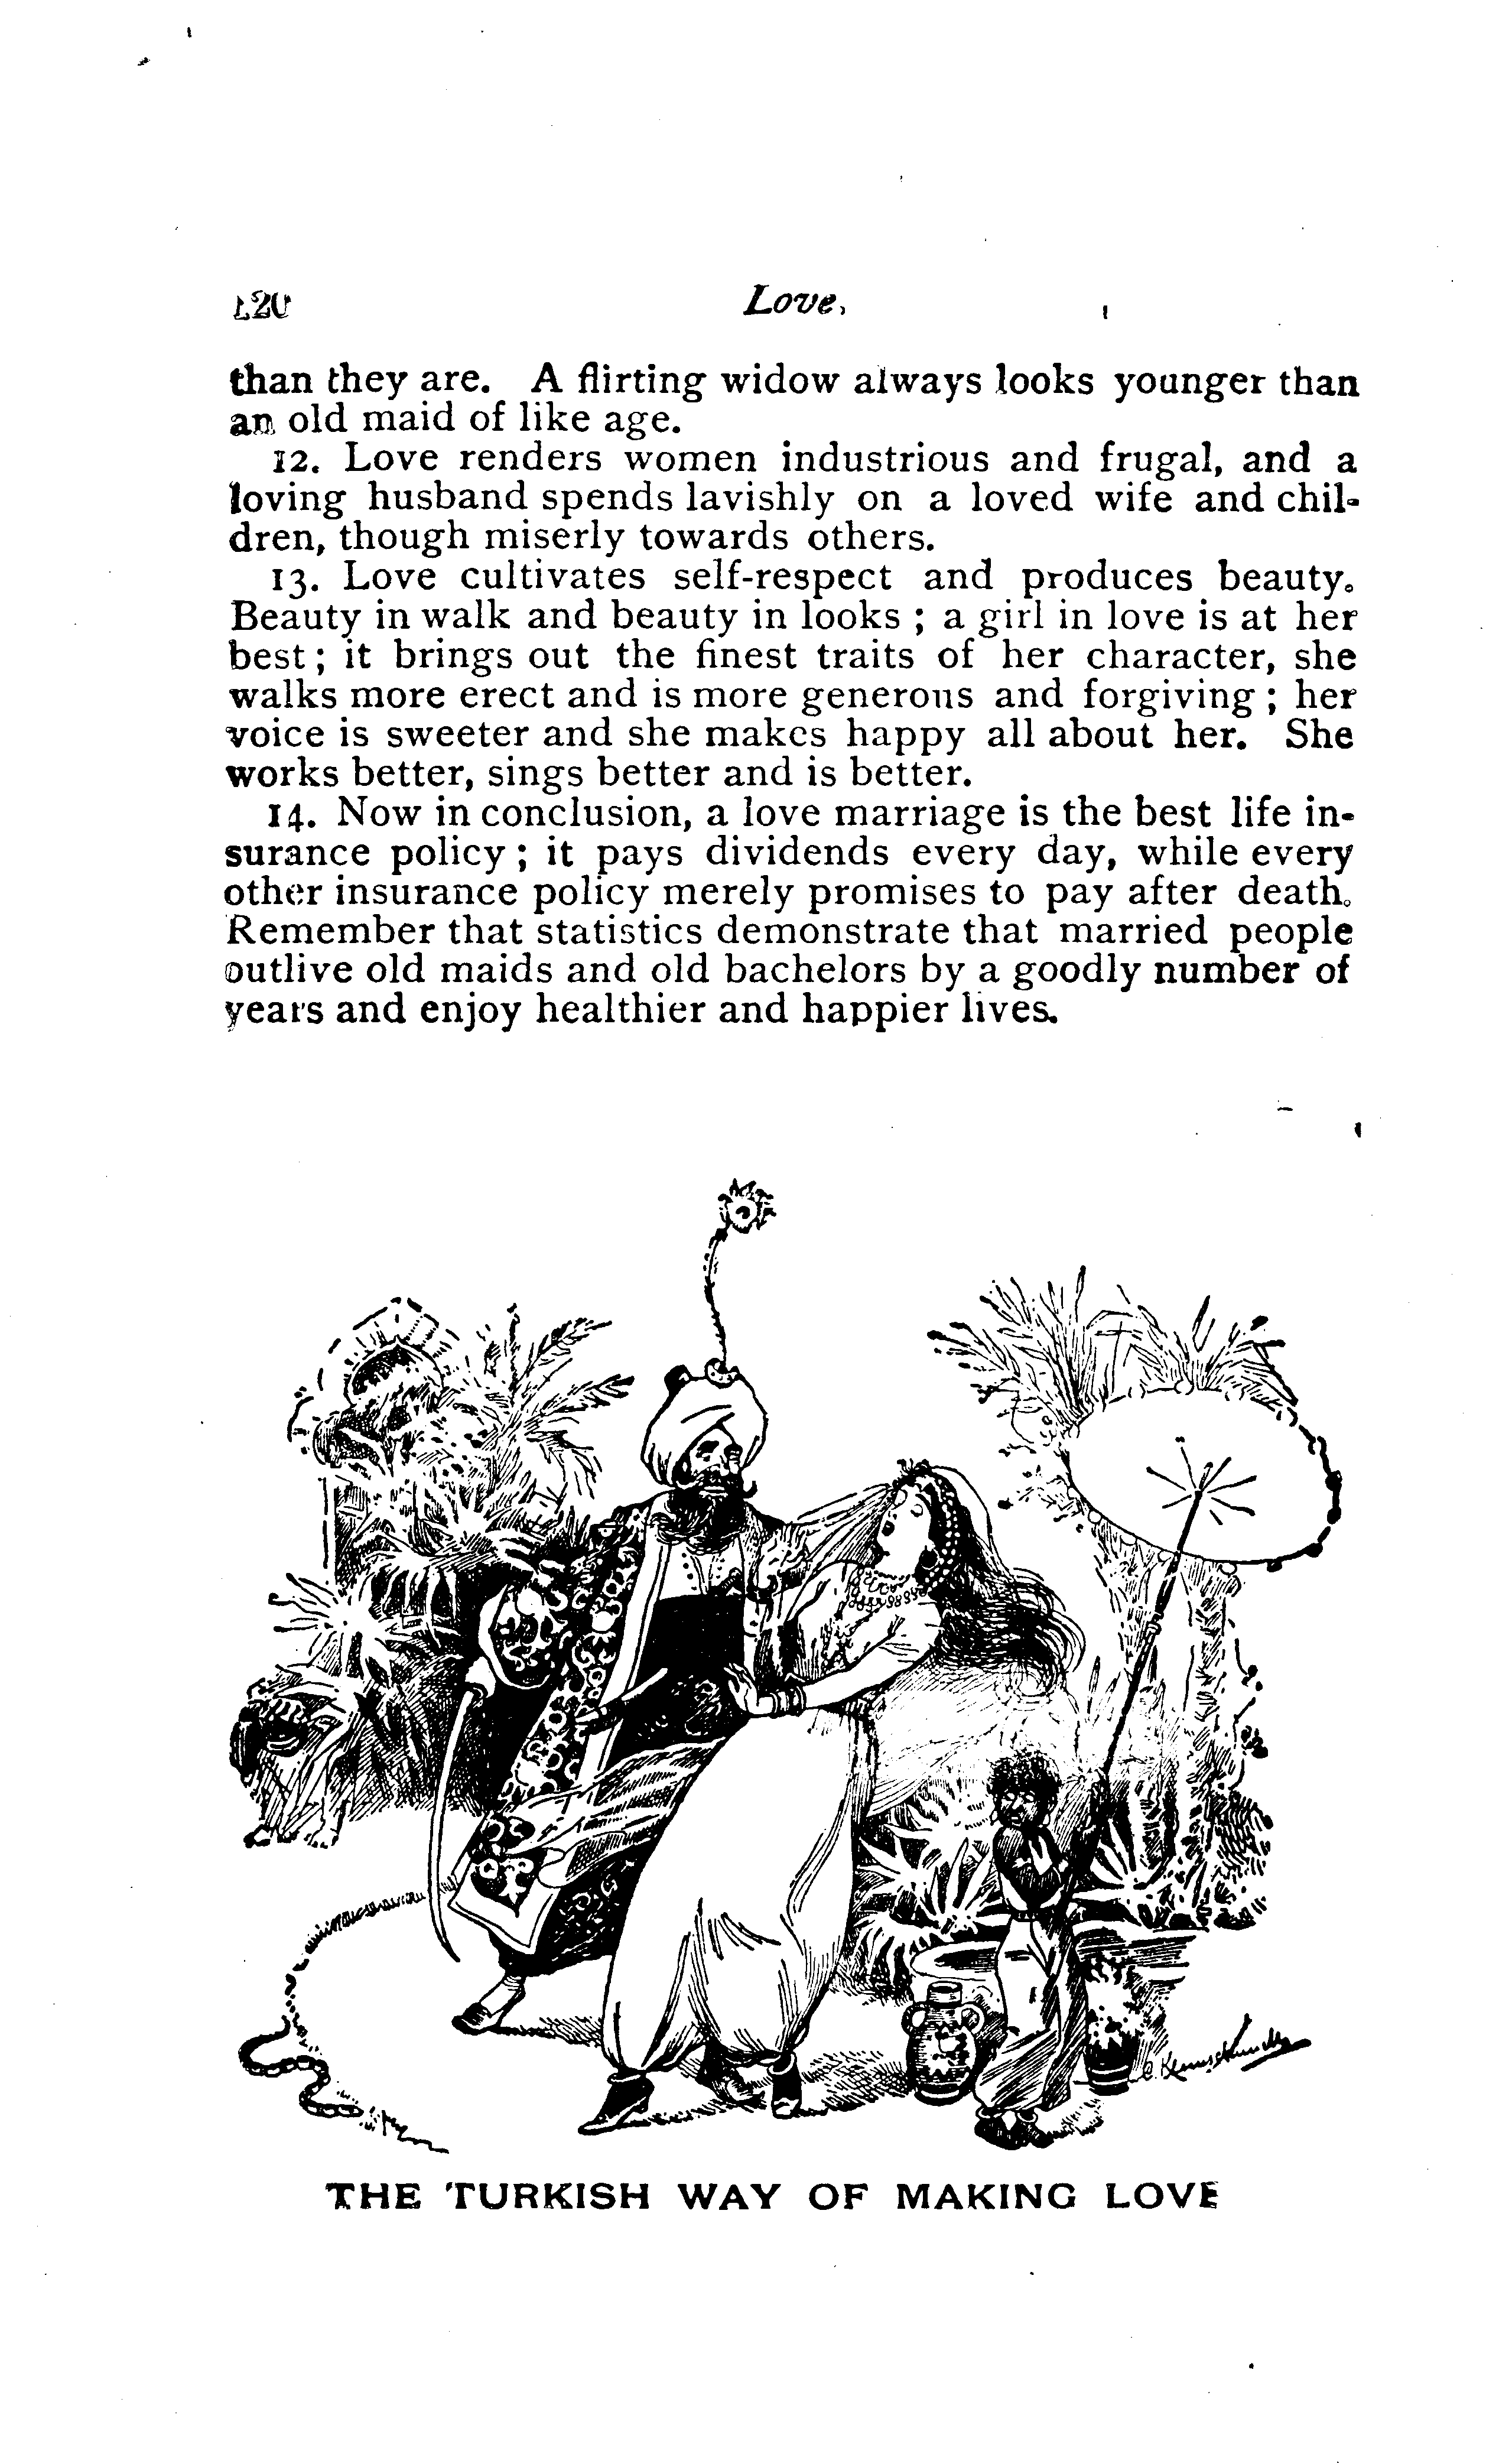 120 Love.
than they are. A flirting widow always looks younger than
an old maid of like age.
12. Love renders women industrious and frugal, and a
loving husband spends lavishly on a loved wife and chil-
dren, though miserly towards others.
13. Love cultivates self-respect and produces beauty.
Beauty in walk and beauty in looks ; a girl in love is at her
best ; it brings out the finest traits of her character, she
walks more erect and is more generous and forgiving ; her
voice is sweeter and she makes happy all about her. She
works better, sings better and is better.
14. Now in conclusion, a love marriage is the best life in-
surance policy ; it pays dividends every day, while every
other insurance policy merely promises to pay after death.
Remember that statistics demonstrate that married people
outlive old maids and old bachelors by a goodly number of
years and enjoy healthier and happier lives.
THE TURKISH WAY OF MAKING LOVE